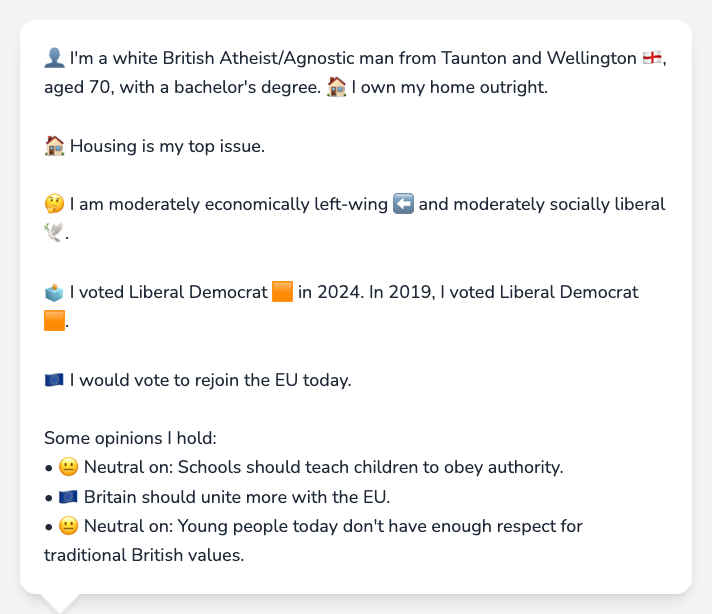 👤 I'm a white British Atheist/Agnostic man from Taunton and Wellington 🏴󠁧󠁢󠁥󠁮󠁧󠁿,
aged 70, with a bachelor's degree. 🏠 I own my home outright.
🏠 Housing is my top issue.
🤔 I am moderately economically left-wing ⬅️ and moderately socially liberal
🕊️.
🗳️ I voted Liberal Democrat 🟧 in 2024. In 2019, I voted Liberal Democrat
🟧.
🇪🇺 I would vote to rejoin the EU today.
Some opinions I hold:
• 😐 Neutral on: Schools should teach children to obey authority.
• 🇪🇺 Britain should unite more with the EU.
• 😐 Neutral on: Young people today don't have enough respect for
traditional British values.